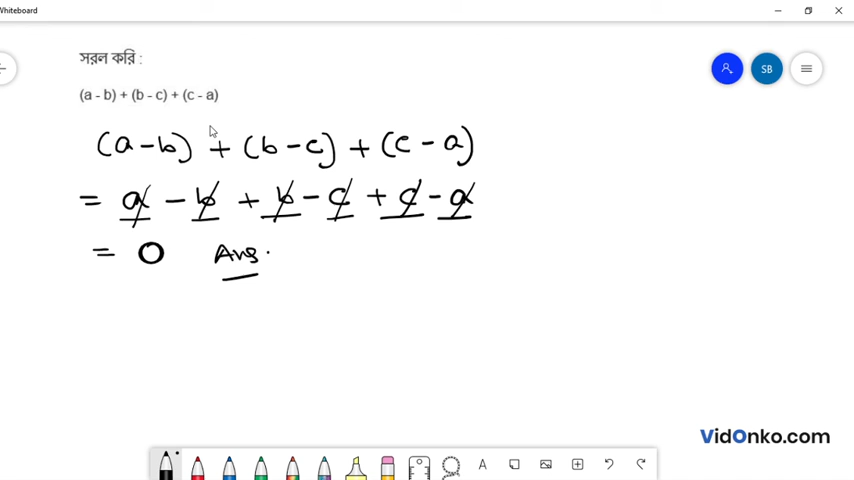 Whiteboard
SB
সরল করি :
(a - b) + (b - c) + (c - a)
(a-b) + (b-c) + (c-a)
= a - b + b - c + c - a
= 0 Ans.
VidOnko.com
A